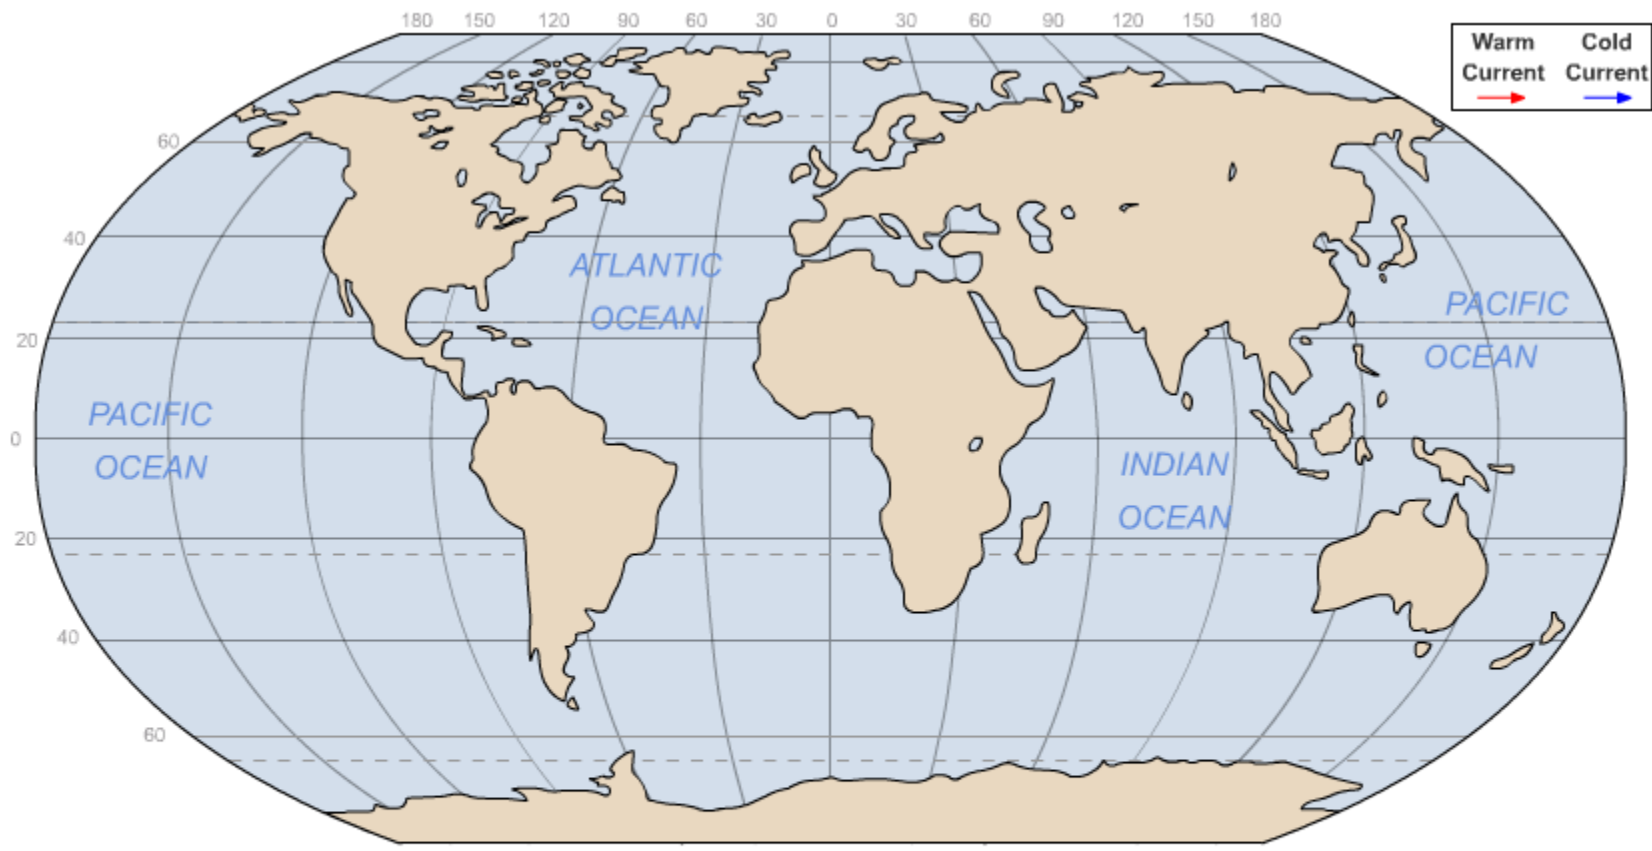 180 150 120 90 60 30 0 30 60 90 120 150 180
Warm Cold
Current Current
60
40
ATLANTIC
OCEAN
PACIFIC
OCEAN
20
PACIFIC
OCEAN
0
INDIAN
OCEAN
20
40
60